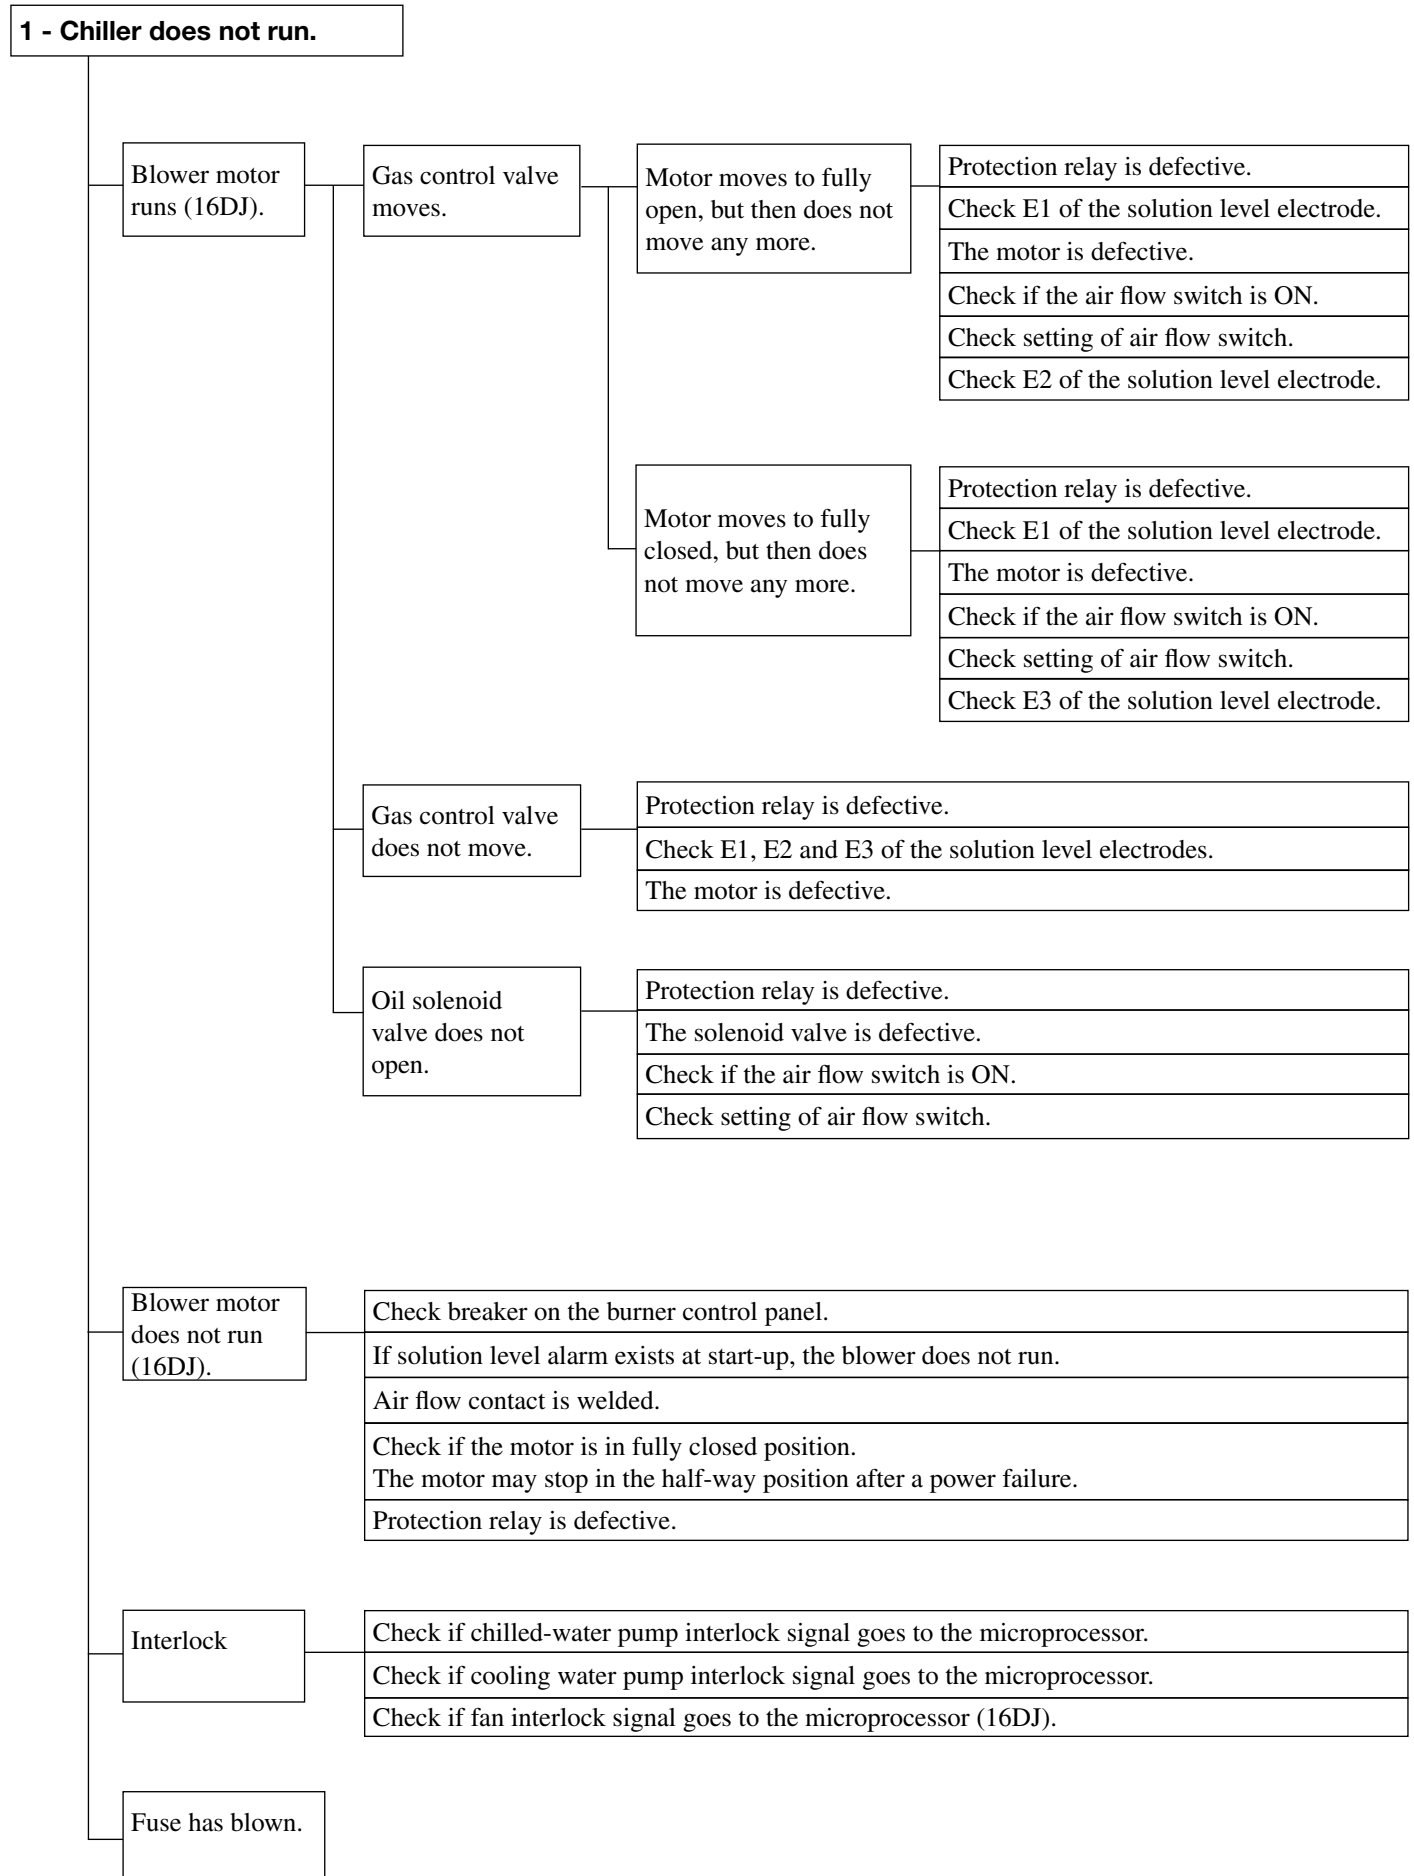 1 - Chiller does not run.
Blower motor
runs (16DJ).
Gas control valve
moves.
Motor moves to fully
open, but then does not
move any more.
Protection relay is defective.
Check E1 of the solution level electrode.
The motor is defective.
Check if the air flow switch is ON.
Check setting of air flow switch.
Check E2 of the solution level electrode.
Motor moves to fully
closed, but then does
not move any more.
Protection relay is defective.
Check E1 of the solution level electrode.
The motor is defective.
Check if the air flow switch is ON.
Check setting of air flow switch.
Check E3 of the solution level electrode.
Gas control valve
does not move.
Protection relay is defective.
Check E1, E2 and E3 of the solution level electrodes.
The motor is defective.
Oil solenoid
valve does not
open.
Protection relay is defective.
The solenoid valve is defective.
Check if the air flow switch is ON.
Check setting of air flow switch.
Blower motor
does not run
(16DJ).
Check breaker on the burner control panel.
If solution level alarm exists at start-up, the blower does not run.
Air flow contact is welded.
Check if the motor is in fully closed position.
The motor may stop in the half-way position after a power failure.
Protection relay is defective.
Interlock
Check if chilled-water pump interlock signal goes to the microprocessor.
Check if cooling water pump interlock signal goes to the microprocessor.
Check if fan interlock signal goes to the microprocessor (16DJ).
Fuse has blown.